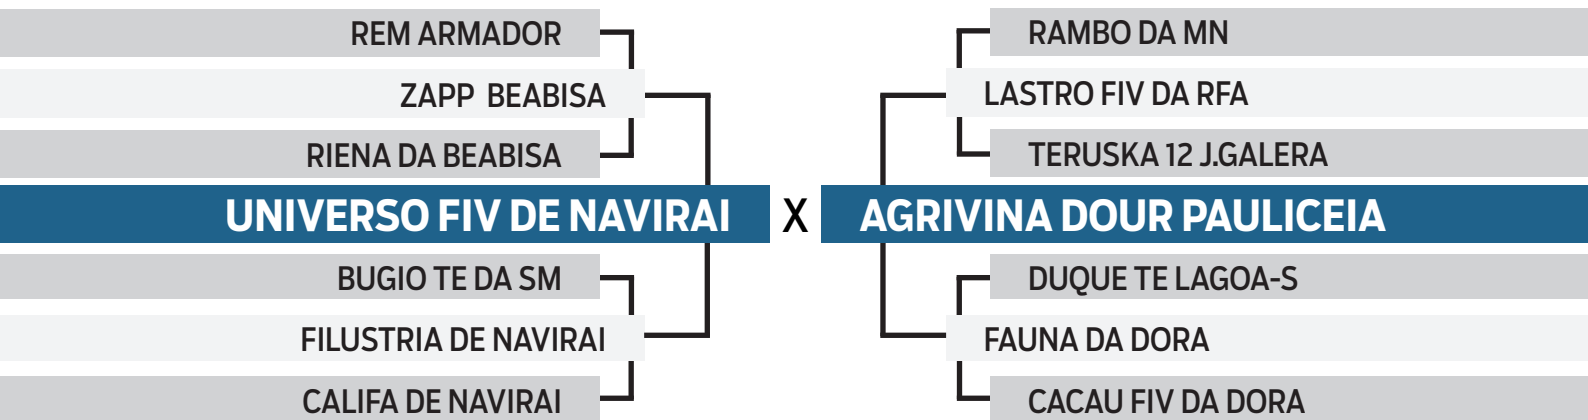 REM ARMADOR
ZAPP BEABISA
RIENA DA BEABISA
UNIVERSO FIV DE NAVIRAI
BUGIO TE DA SM
FILUSTRIA DE NAVIRAI
CALIFA DE NAVIRAI
X
RAMBO DA MN
LASTRO FIV DA RFA
TERUSKA 12 J.GALERA
AGRIVINA DOUR PAULICEIA
DUQUE TE LAGOA-S
FAUNA DA DORA
CACAU FIV DA DORA